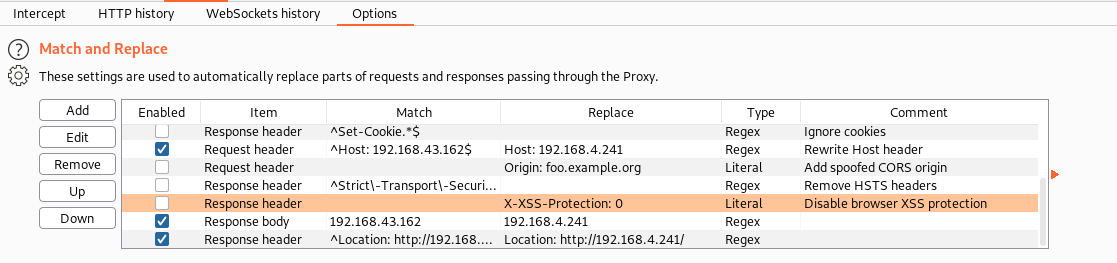 Intercept HTTP history WebSockets history Options
? Match and Replace
These settings are used to automatically replace parts of requests and responses passing through the Proxy.
Add
Edit
Remove
Up
Down
Enabled Item Match Replace Type Comment
Response header ^Set-Cookie.*$ Regex Ignore cookies
Request header ^Host: 192.168.43.162$ Host: 192.168.4.241 Regex Rewrite Host header
Request header Origin: foo.example.org Literal Add spoofed CORS origin
Response header ^Strict\-Transport\-Securi... Regex Remove HSTS headers
Response header X-XSS-Protection: 0 Literal Disable browser XSS protection
Response body 192.168.43.162 192.168.4.241 Regex
Response header ^Location: http://192.168.... Location: http://192.168.4.241/ Regex